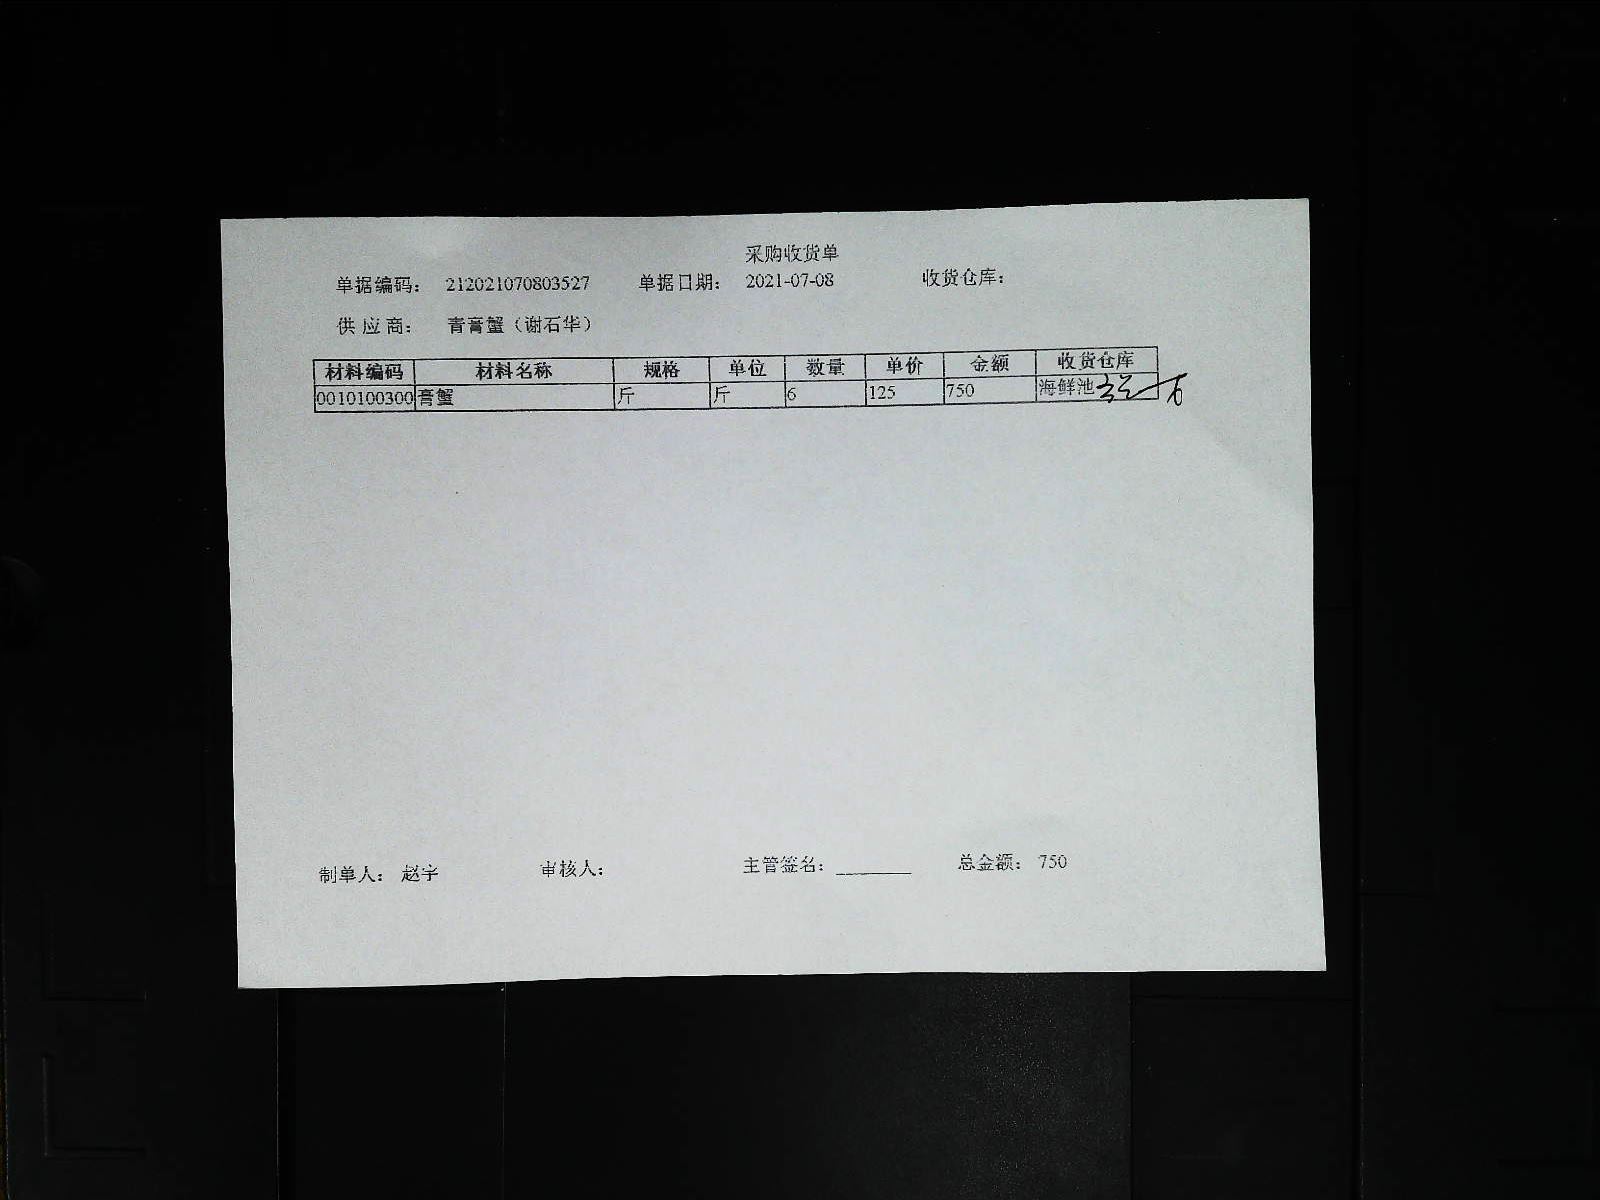 采购收货单
单据编码： 212021070803527 单据日期： 2021-07-08 收货仓库：
供 应 商： 青膏蟹（谢石华）
材料编码 材料名称 规格 单位 数量 单价 金额 收货仓库
0010100300 膏蟹 斤 斤 6 125 750 海鲜池
制单人： 赵宇 审核人： 主管签名： ________ 总金额： 750